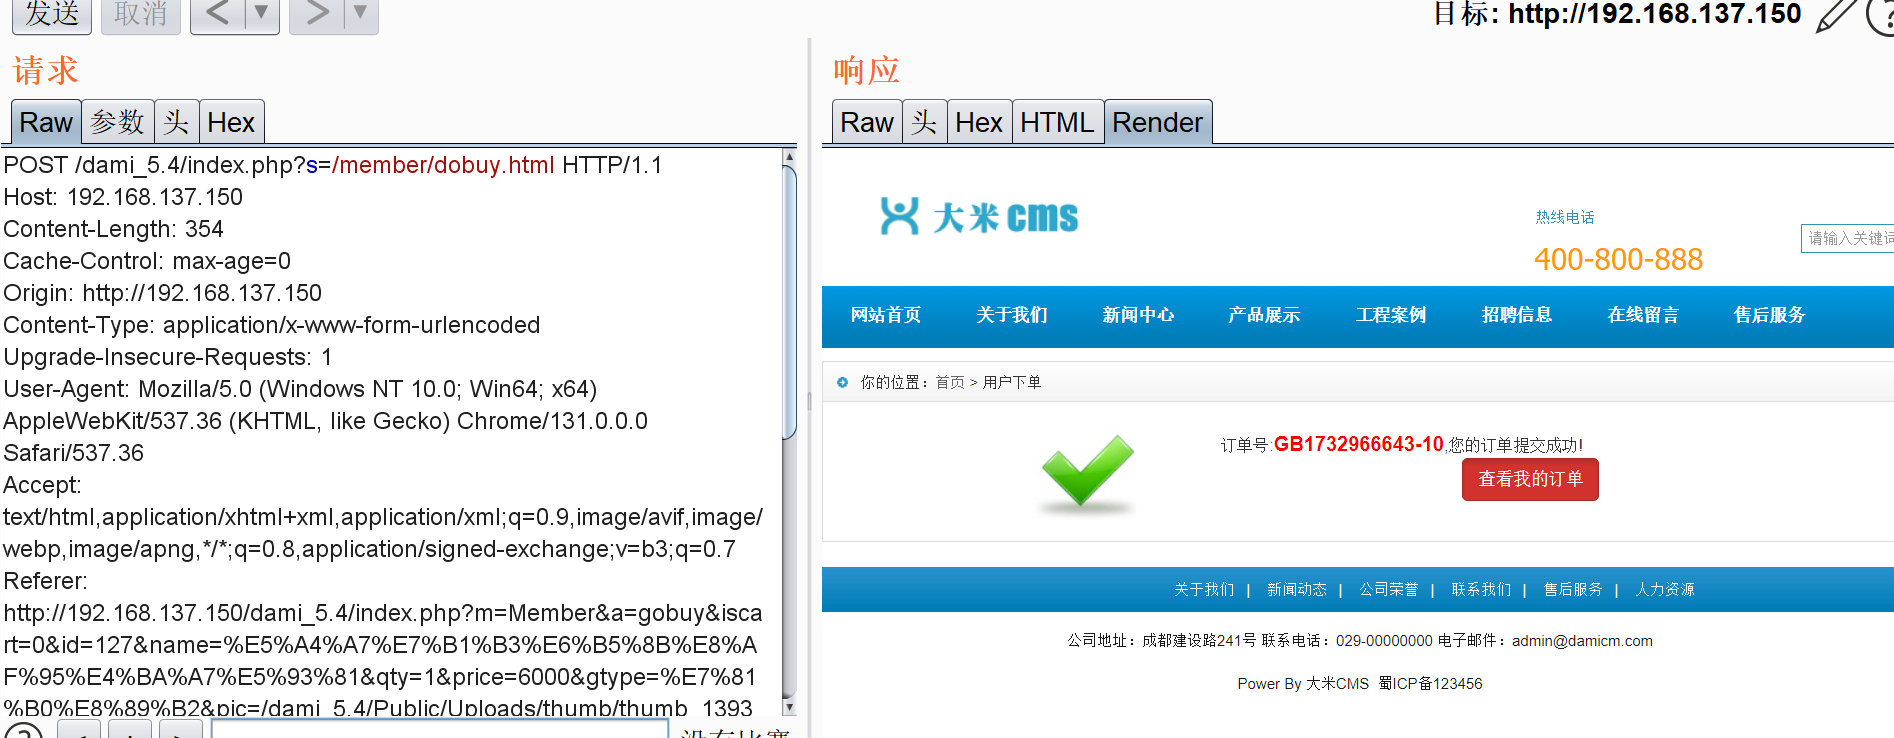 发送 取消 < ▼ > ▼
目标: http://192.168.137.150
请求
Raw 参数 头 Hex
POST /dami_5.4/index.php?s=/member/dobuy.html HTTP/1.1
Host: 192.168.137.150
Content-Length: 354
Cache-Control: max-age=0
Origin: http://192.168.137.150
Content-Type: application/x-www-form-urlencoded
Upgrade-Insecure-Requests: 1
User-Agent: Mozilla/5.0 (Windows NT 10.0; Win64; x64)
AppleWebKit/537.36 (KHTML, like Gecko) Chrome/131.0.0.0
Safari/537.36
Accept:
text/html,application/xhtml+xml,application/xml;q=0.9,image/avif,image/
webp,image/apng,*/*;q=0.8,application/signed-exchange;v=b3;q=0.7
Referer:
http://192.168.137.150/dami_5.4/index.php?m=Member&a=gobuy&isca
rt=0&id=127&name=%E5%A4%A7%E7%B1%B3%E6%B5%8B%E8%A
F%95%E4%BA%A7%E5%93%81&qty=1&price=6000&gtype=%E7%81
%B0%E8%89%B2&pic=/dami_5.4/Public/Uploads/thumb/thumb_1393
没有比赛
响应
Raw 头 Hex HTML Render
大米cms
热线电话
400-800-888
请输入关键词
网站首页 关于我们 新闻中心 产品展示 工程案例 招聘信息 在线留言 售后服务
你的位置：首页 > 用户下单
订单号:GB1732966643-10,您的订单提交成功!
查看我的订单
关于我们 | 新闻动态 | 公司荣誉 | 联系我们 | 售后服务 | 人力资源
公司地址：成都建设路241号 联系电话：029-00000000 电子邮件：admin@damicm.com
Power By 大米CMS 蜀ICP备123456